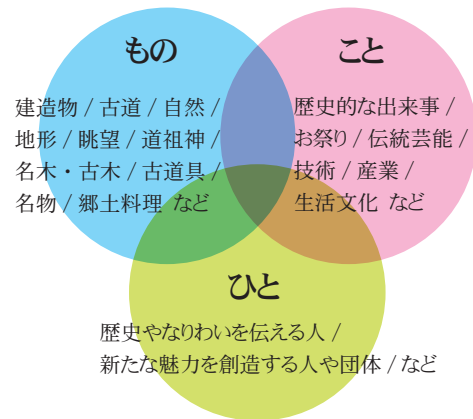 もの
建造物 / 古道 / 自然 /
地形 / 眺望 / 道祖神 /
名木・古木 / 古道具 /
名物 / 郷土料理 など
こと
歴史的な出来事 /
お祭り / 伝統芸能 /
技術 / 産業 /
生活文化 など
ひと
歴史やなりわいを伝える人 /
新たな魅力を創造する人や団体 / など